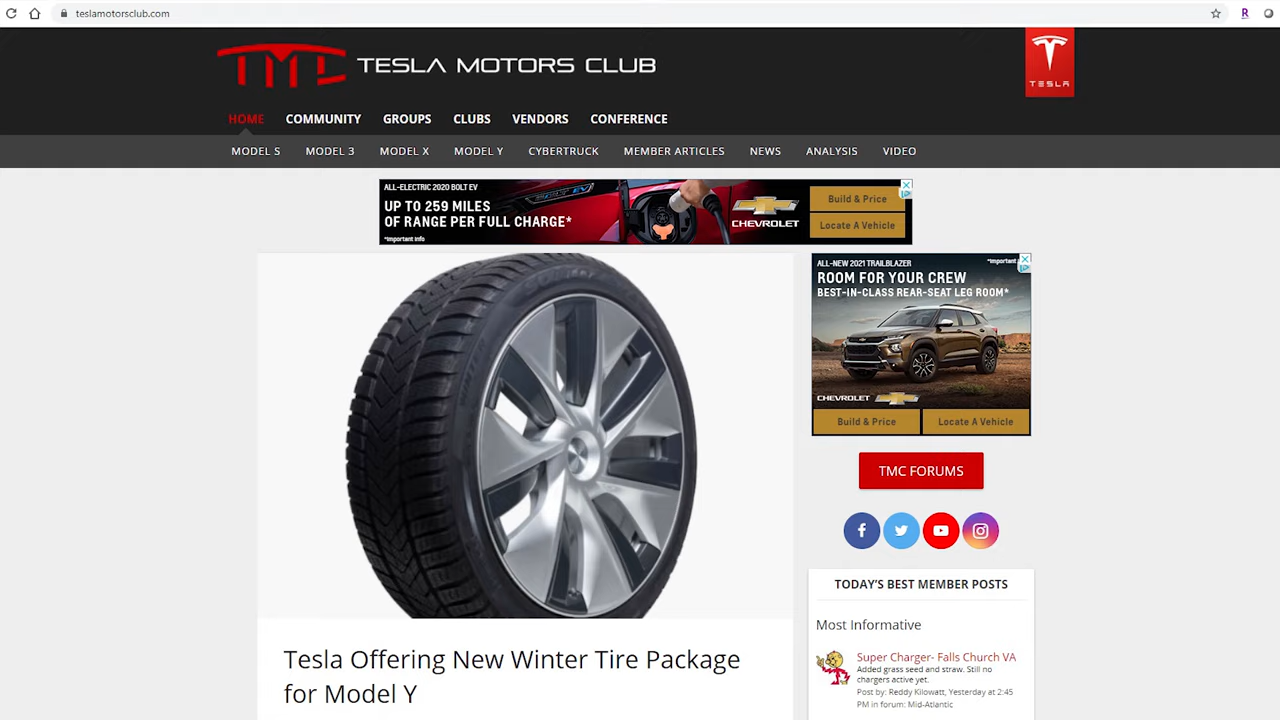 teslamotorsclub.com
R
TMC TESLA MOTORS CLUB
TESLA
HOME COMMUNITY GROUPS CLUBS VENDORS CONFERENCE
MODEL S MODEL 3 MODEL X MODEL Y CYBERTRUCK MEMBER ARTICLES NEWS ANALYSIS VIDEO
ALL-ELECTRIC 2020 BOLT EV
UP TO 259 MILES
OF RANGE PER FULL CHARGE*
*Important Info
CHEVROLET
Build & Price
Locate A Vehicle
ALL-NEW 2021 TRAILBLAZER
ROOM FOR YOUR CREW
BEST-IN-CLASS REAR-SEAT LEG ROOM*
CHEVROLET
Build & Price Locate A Vehicle
TMC FORUMS
TODAY'S BEST MEMBER POSTS
Most Informative
Super Charger- Falls Church VA
Added grass seed and straw. Still no
chargers active yet.
Post by: Reddy Kilowatt, Yesterday at 2:45
PM in forum: Mid-Atlantic
Tesla Offering New Winter Tire Package
for Model Y